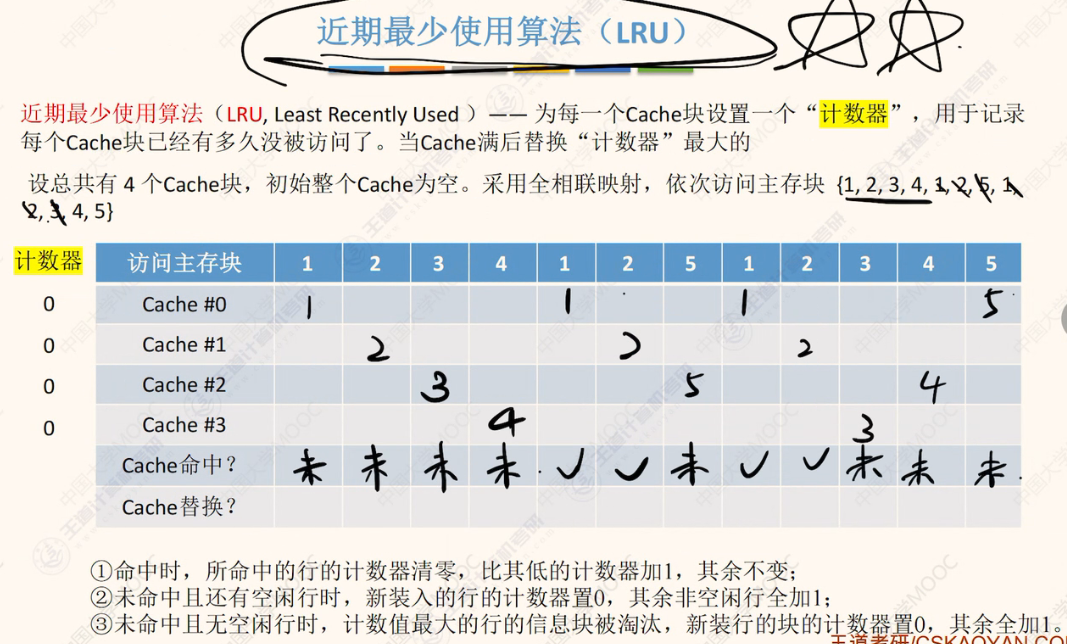 近期最少使用算法（LRU）
近期最少使用算法（LRU, Least Recently Used ）—— 为每一个Cache块设置一个“计数器”，用于记录
每个Cache块已经有多久没被访问了。当Cache满后替换“计数器”最大的
设总共有 4 个Cache块，初始整个Cache为空。采用全相联映射，依次访问主存块 {1, 2, 3, 4, 1, 2, 5, 1,
2, 3, 4, 5}
计数器 访问主存块 1 2 3 4 1 2 5 1 2 3 4 5
0 Cache #0 1 1 1 5
0 Cache #1 2 2 2
0 Cache #2 3 5 4
0 Cache #3 4 3
Cache命中？ 未 未 未 未 ✓ ✓ 未 ✓ ✓ 未 未 未
Cache替换？
①命中时，所命中的行的计数器清零，比其低的计数器加1，其余不变；
②未命中且还有空闲行时，新装入的行的计数器置0，其余非空闲行全加1；
③未命中且无空闲行时，计数值最大的行的信息块被淘汰，新装行的块的计数器置0，其余全加1。
王道考研/CSKAOYAN.COM
中国大学MOOC
王道计算机考研